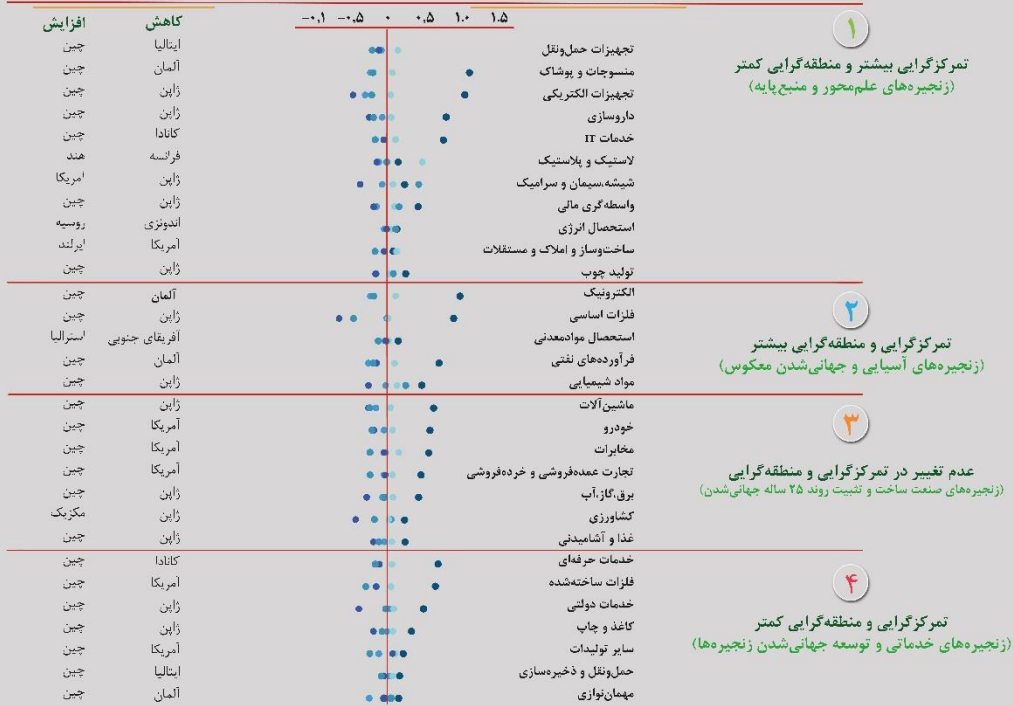 افزایش کاهش -۰,۱ -۰,۵ ۰ ۰,۵ ۱.۰ ۱.۵
۱
تمرکزگرایی بیشتر و منطقه‌گرایی کمتر
(زنجیره‌های علم‌محور و منبع‌پایه)
تجهیزات حمل‌ونقل ایتالیا چین
منسوجات و پوشاک آلمان چین
تجهیزات الکتریکی ژاپن چین
داروسازی ژاپن چین
خدمات IT کانادا چین
لاستیک و پلاستیک فرانسه هند
شیشه،سیمان و سرامیک ژاپن امریکا
واسطه‌گری مالی ژاپن چین
استحصال انرژی اندونزی روسیه
ساخت‌وساز و املاک و مستقلات آمریکا ایرلند
تولید چوب ژاپن چین
۲
تمرکزگرایی و منطقه‌گرایی بیشتر
(زنجیره‌های آسیایی و جهانی‌شدن معکوس)
الکترونیک آلمان چین
فلزات اساسی ژاپن چین
استحصال موادمعدنی آفریقای جنوبی استرالیا
فرآورده‌های نفتی آلمان چین
مواد شیمیایی ژاپن چین
۳
عدم تغییر در تمرکزگرایی و منطقه‌گرایی
(زنجیره‌های صنعت ساخت و تثبیت روند ۲۵ ساله جهانی‌شدن)
ماشین‌آلات ژاپن چین
خودرو آمریکا چین
مخابرات آمریکا چین
تجارت عمده‌فروشی و خرده‌فروشی آمریکا چین
برق،گاز،آب ژاپن چین
کشاورزی ژاپن مکزیک
غذا و آشامیدنی ژاپن چین
۴
تمرکزگرایی و منطقه‌گرایی کمتر
(زنجیره‌های خدماتی و توسعه جهانی‌شدن زنجیره‌ها)
خدمات حرفه‌ای کانادا چین
فلزات ساخته‌شده آمریکا چین
خدمات دولتی ژاپن چین
کاغذ و چاپ ژاپن چین
سایر تولیدات آمریکا چین
حمل‌ونقل و ذخیره‌سازی ایتالیا چین
مهمان‌نوازی آلمان چین